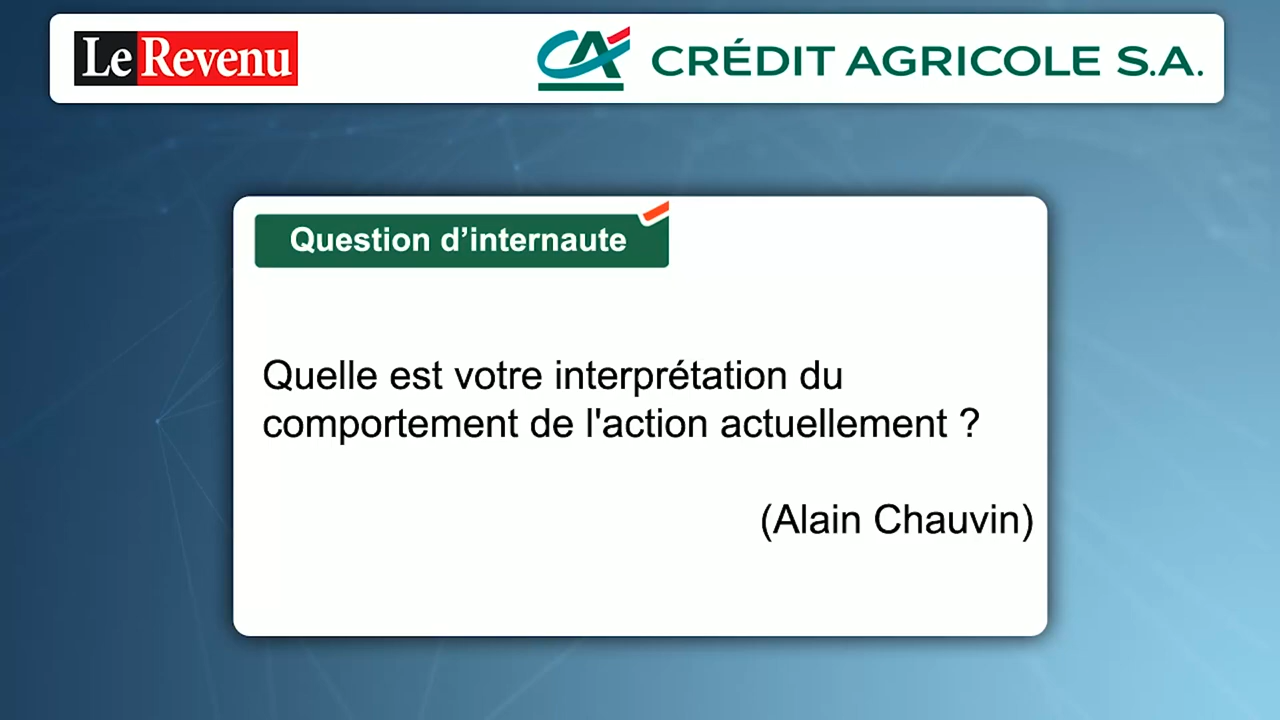 Le Revenu
CRÉDIT AGRICOLE S.A.
Question d’internaute
Quelle est votre interprétation du
comportement de l'action actuellement ?
(Alain Chauvin)